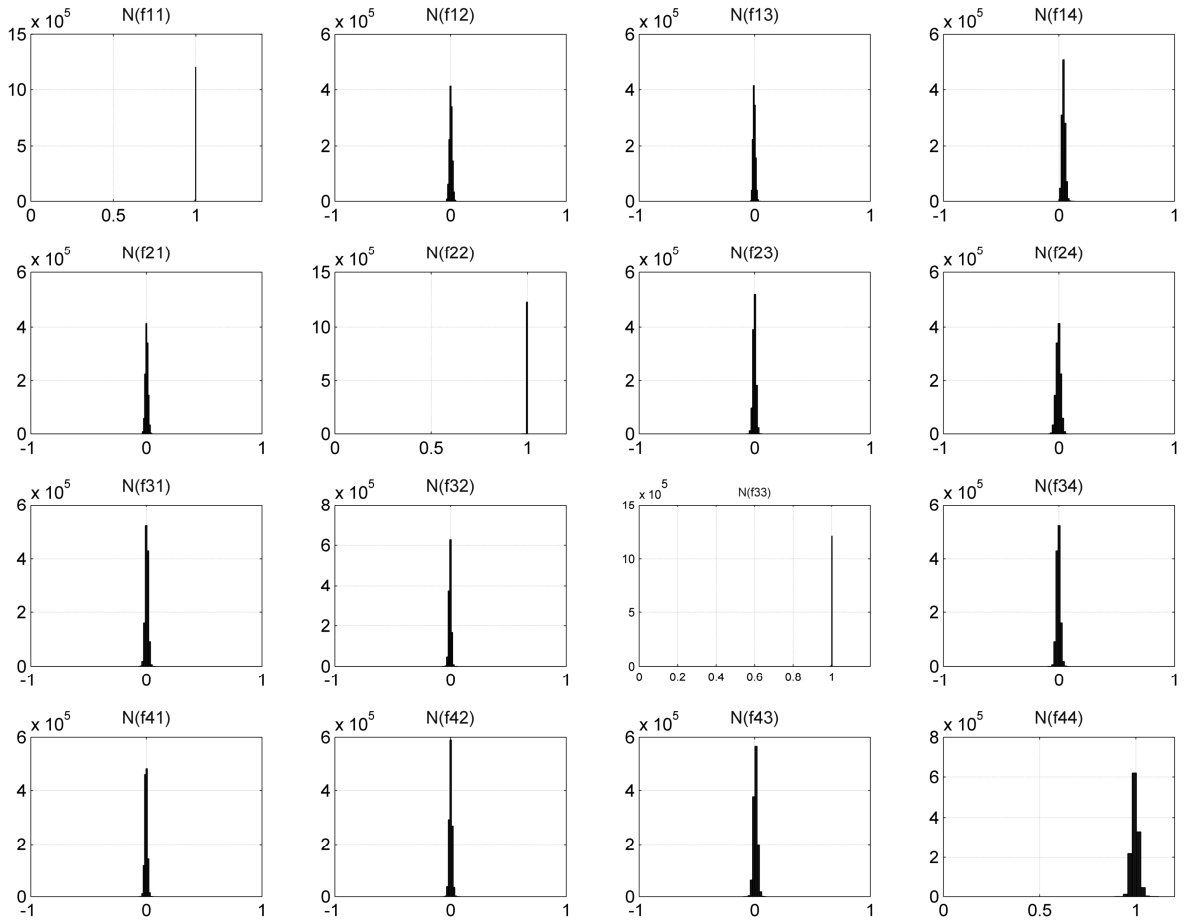 N(f11) N(f12) N(f13) N(f14)
x 10^5 x 10^5 x 10^5 x 10^5
15 6 6 6
10 4 4 4
5 2 2 2
0 0 0 0
0 0.5 1 -1 0 1 -1 0 1 -1 0 1
N(f21) N(f22) N(f23) N(f24)
x 10^5 x 10^5 x 10^5 x 10^5
6 15 6 6
4 10 4 4
2 5 2 2
0 0 0 0
-1 0 1 0 0.5 1 -1 0 1 -1 0 1
N(f31) N(f32) N(f33) N(f34)
x 10^5 x 10^5 x 10^5 x 10^5
6 8 15 6
4 6 10 4
2 4 5 2
0 2 0 0
0
-1 0 1 -1 0 1 0 0.2 0.4 0.6 0.8 1 -1 0 1
N(f41) N(f42) N(f43) N(f44)
x 10^5 x 10^5 x 10^5 x 10^5
6 6 6 8
4 4 4 6
2 2 2 4
0 0 0 2
0
-1 0 1 -1 0 1 -1 0 1 0 0.5 1